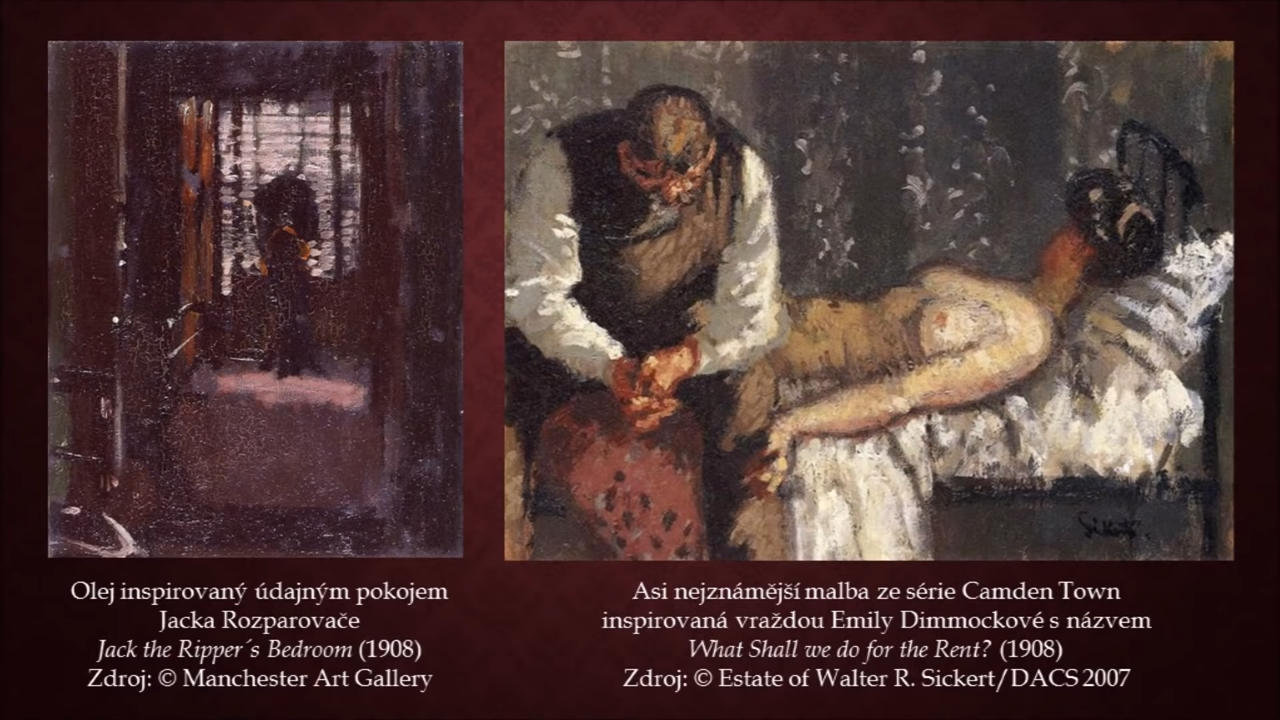 Olej inspirovaný údajným pokojem
Jacka Rozparovače
Jack the Ripper´s Bedroom (1908)
Zdroj: © Manchester Art Gallery
Asi nejznámější malba ze série Camden Town
inspirovaná vraždou Emily Dimmockové s názvem
What Shall we do for the Rent? (1908)
Zdroj: © Estate of Walter R. Sickert/DACS 2007
Sickert.